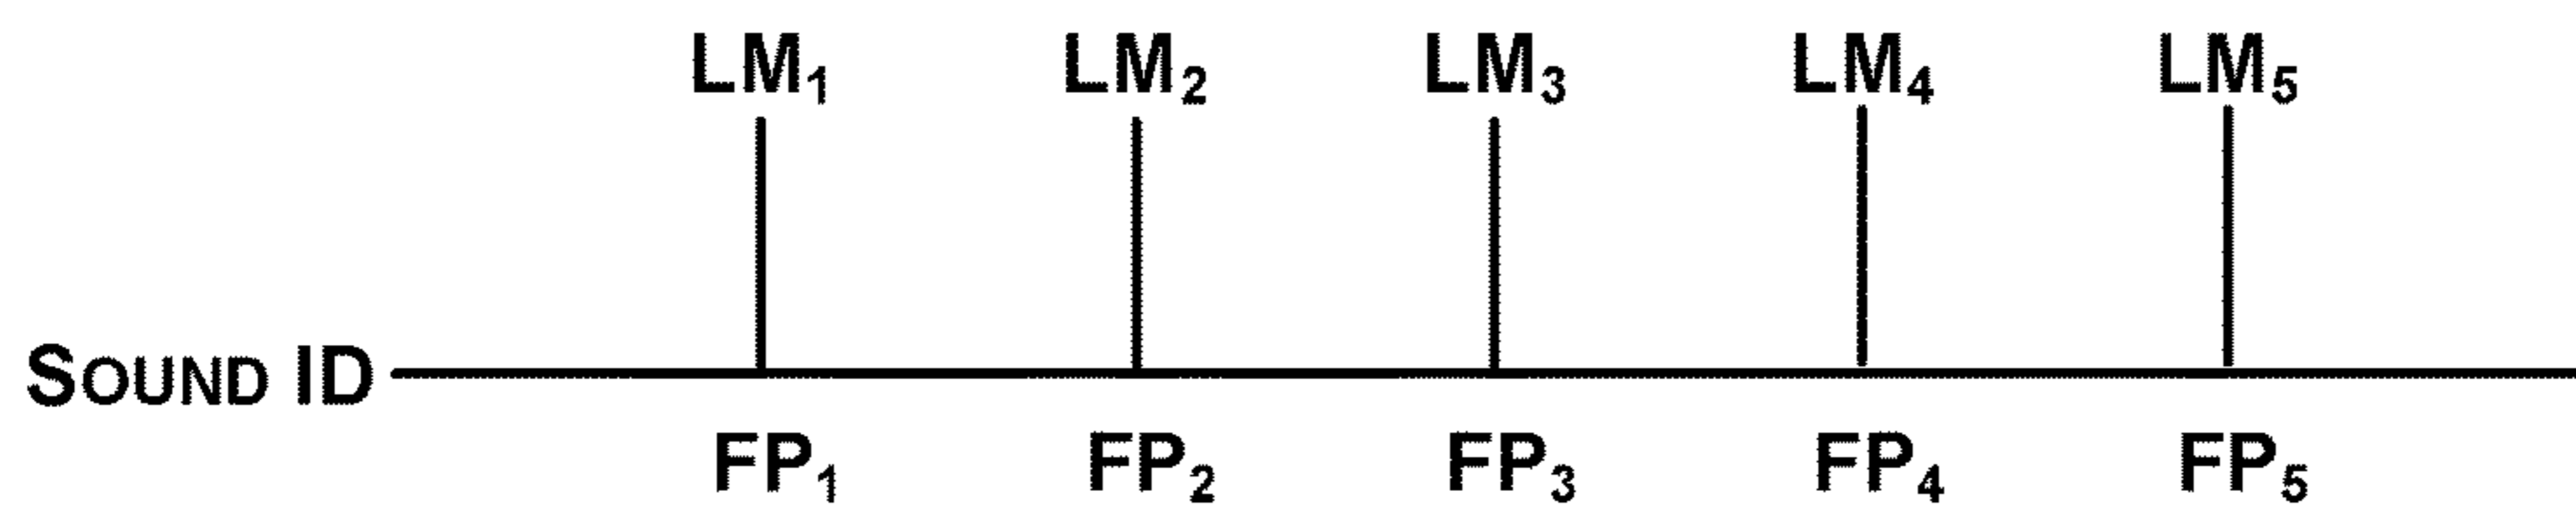 LM₁ LM₂ LM₃ LM₄ LM₅
SOUND ID
FP₁ FP₂ FP₃ FP₄ FP₅